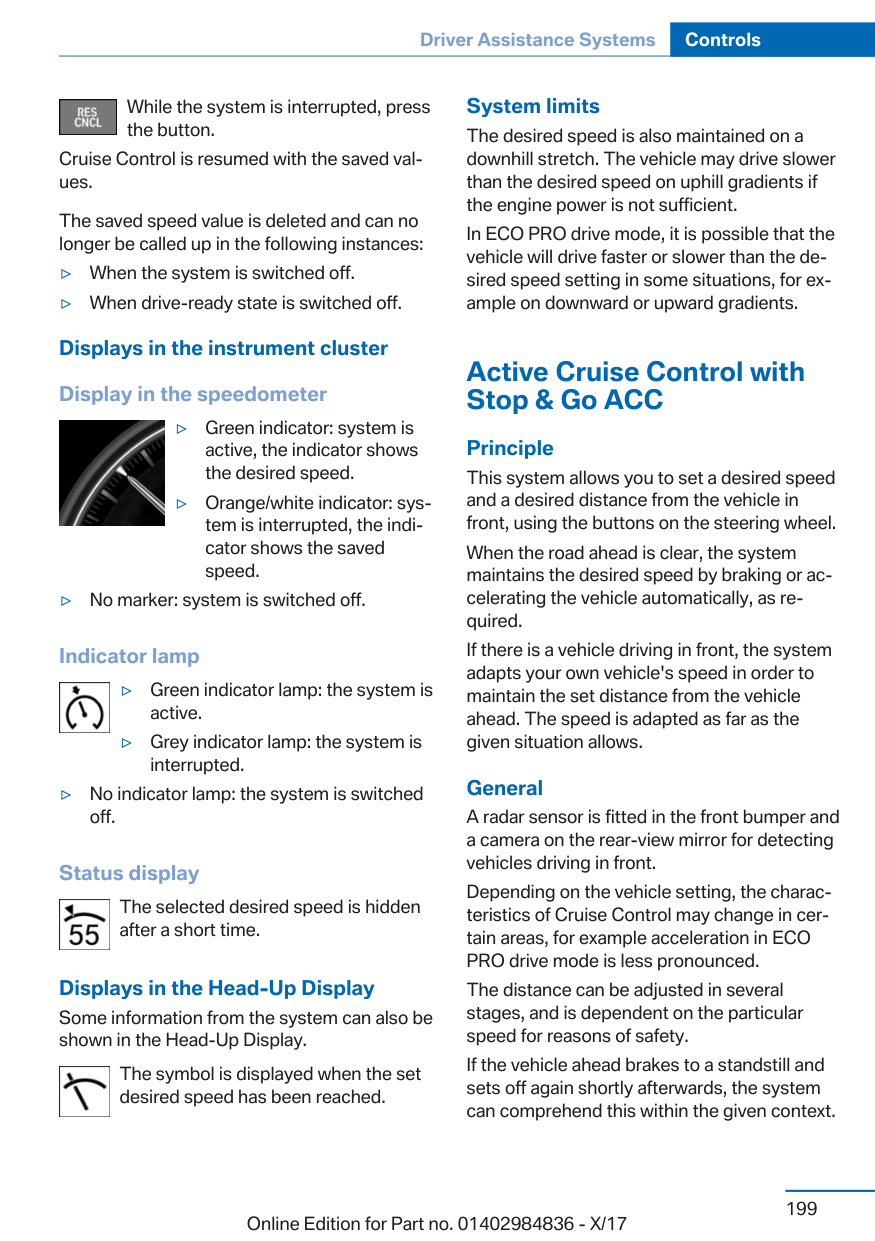 Driver Assistance Systems Controls
RES
CNCL
While the system is interrupted, press
the button.
Cruise Control is resumed with the saved val-
ues.
The saved speed value is deleted and can no
longer be called up in the following instances:
▷ When the system is switched off.
▷ When drive-ready state is switched off.
Displays in the instrument cluster
Display in the speedometer
▷ Green indicator: system is
active, the indicator shows
the desired speed.
▷ Orange/white indicator: sys-
tem is interrupted, the indi-
cator shows the saved
speed.
▷ No marker: system is switched off.
Indicator lamp
▷ Green indicator lamp: the system is
active.
▷ Grey indicator lamp: the system is
interrupted.
▷ No indicator lamp: the system is switched
off.
Status display
55
The selected desired speed is hidden
after a short time.
Displays in the Head-Up Display
Some information from the system can also be
shown in the Head-Up Display.
The symbol is displayed when the set
desired speed has been reached.
System limits
The desired speed is also maintained on a
downhill stretch. The vehicle may drive slower
than the desired speed on uphill gradients if
the engine power is not sufficient.
In ECO PRO drive mode, it is possible that the
vehicle will drive faster or slower than the de-
sired speed setting in some situations, for ex-
ample on downward or upward gradients.
Active Cruise Control with
Stop & Go ACC
Principle
This system allows you to set a desired speed
and a desired distance from the vehicle in
front, using the buttons on the steering wheel.
When the road ahead is clear, the system
maintains the desired speed by braking or ac-
celerating the vehicle automatically, as re-
quired.
If there is a vehicle driving in front, the system
adapts your own vehicle's speed in order to
maintain the set distance from the vehicle
ahead. The speed is adapted as far as the
given situation allows.
General
A radar sensor is fitted in the front bumper and
a camera on the rear-view mirror for detecting
vehicles driving in front.
Depending on the vehicle setting, the charac-
teristics of Cruise Control may change in cer-
tain areas, for example acceleration in ECO
PRO drive mode is less pronounced.
The distance can be adjusted in several
stages, and is dependent on the particular
speed for reasons of safety.
If the vehicle ahead brakes to a standstill and
sets off again shortly afterwards, the system
can comprehend this within the given context.
199
Online Edition for Part no. 01402984836 - X/17